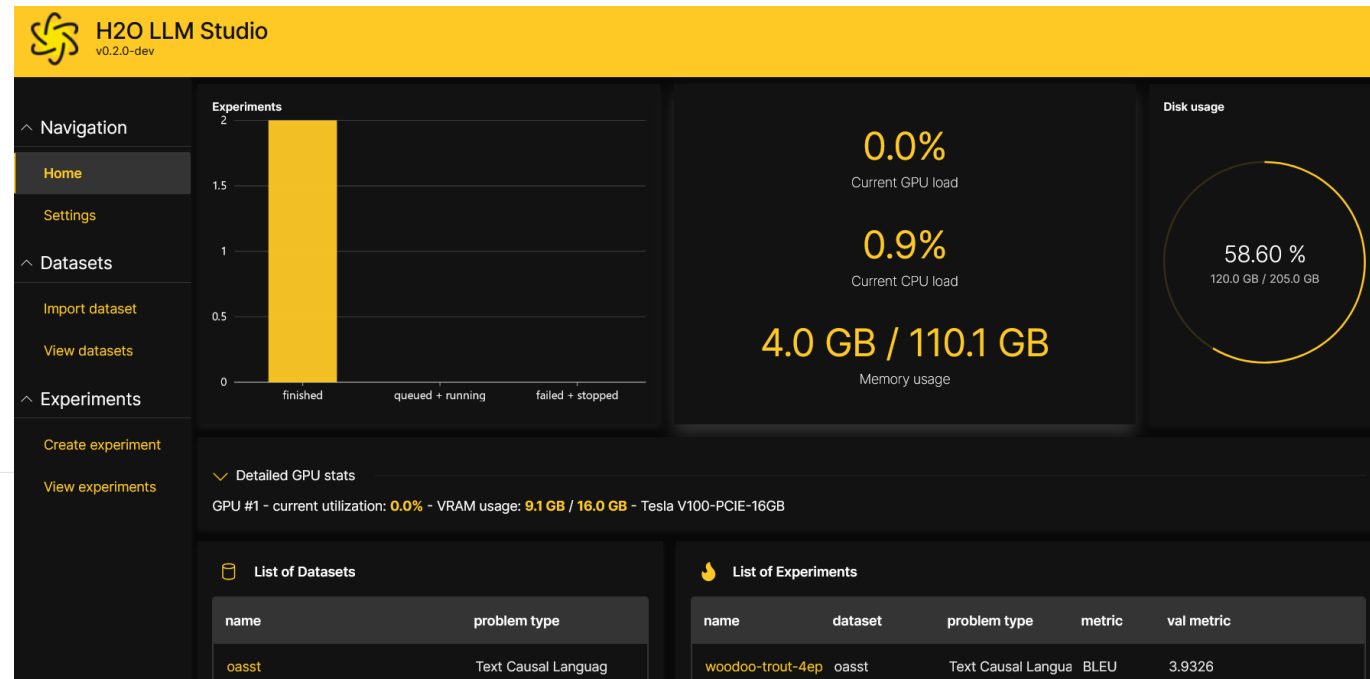 H2O LLM Studio
v0.2.0-dev
Navigation
Home
Settings
Datasets
Import dataset
View datasets
Experiments
Create experiment
View experiments
Experiments
2
1.5
1
0.5
0
finished queued + running failed + stopped
0.0%
Current GPU load
0.9%
Current CPU load
4.0 GB / 110.1 GB
Memory usage
Disk usage
58.60 %
120.0 GB / 205.0 GB
Detailed GPU stats
GPU #1 - current utilization: 0.0% - VRAM usage: 9.1 GB / 16.0 GB - Tesla V100-PCIE-16GB
List of Datasets
name problem type
oasst Text Causal Languag
List of Experiments
name dataset problem type metric val metric
woodoo-trout-4ep oasst Text Causal Langua BLEU 3.9326